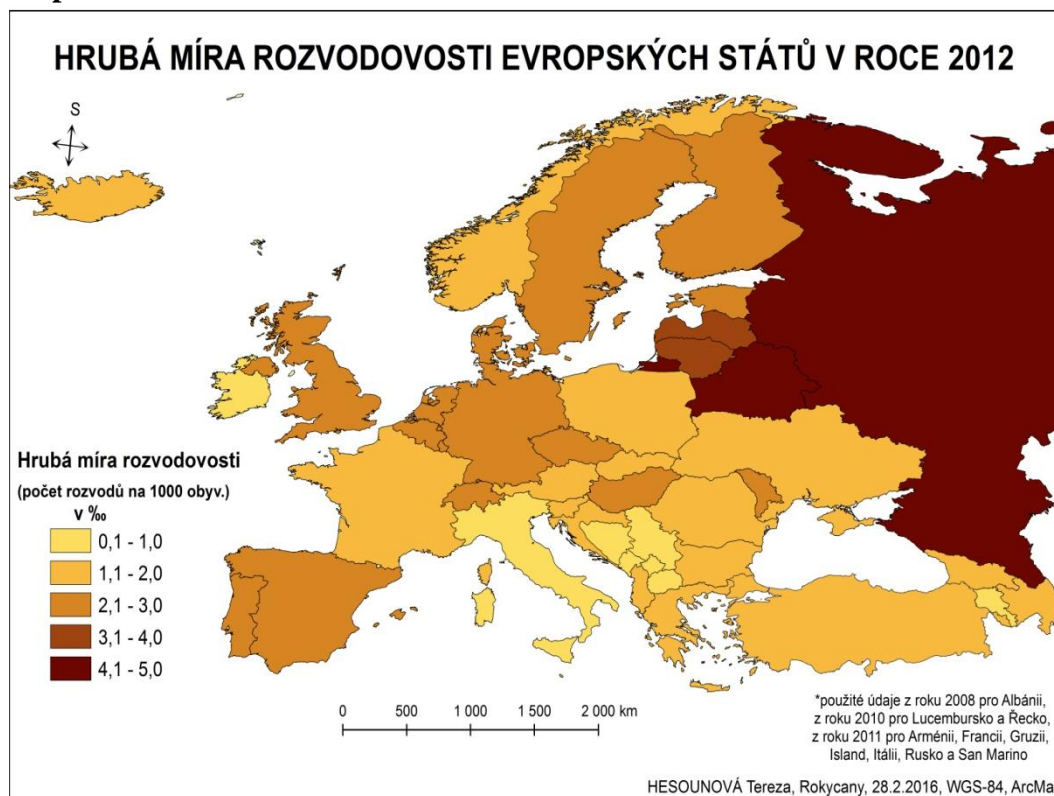 HRUBÁ MÍRA ROZVODOVOSTI EVROPSKÝCH STÁTŮ V ROCE 2012
S
Hrubá míra rozvodovosti
(počet rozvodů na 1000 obyv.)
v ‰
0,1 - 1,0
1,1 - 2,0
2,1 - 3,0
3,1 - 4,0
4,1 - 5,0
0 500 1 000 1 500 2 000 km
*použité údaje z roku 2008 pro Albánii,
z roku 2010 pro Lucembursko a Řecko,
z roku 2011 pro Arménii, Francii, Gruzii,
Island, Itálii, Rusko a San Marino
HESOUNOVÁ Tereza, Rokycany, 28.2.2016, WGS-84, ArcMa